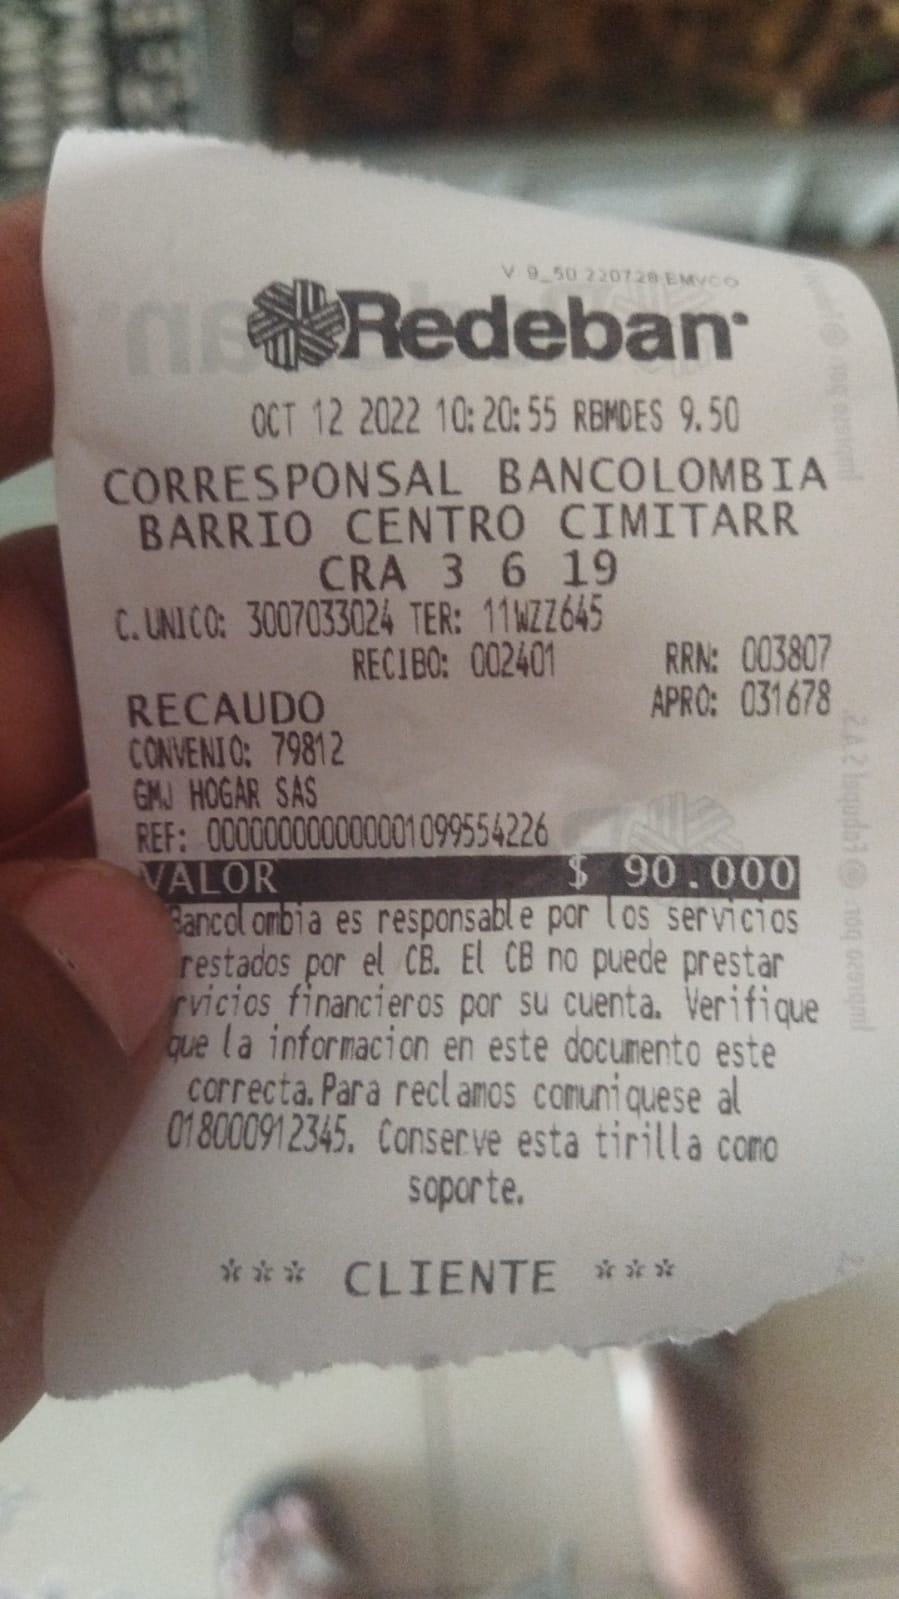 V 9_50 220728 EMVCO
Redeban
OCT 12 2022 10:20:55 RBMDES 9.50
CORRESPONSAL BANCOLOMBIA
BARRIO CENTRO CIMITARR
CRA 3 6 19
C. UNICO: 3007033024 TER: 11WZZ645
RECIBO: 002401 RRN: 003807
RECAUDO APRO: 031678
CONVENIO: 79812
GMJ HOGAR SAS
REF: 00000000000001099554226
VALOR $ 90.000
Bancolombia es responsable por los servicios
restados por el CB. El CB no puede prestar
rvicios financieros por su cuenta. Verifique
que la informacion en este documento este
correcta. Para reclamos comuniquese al
018000912345. Conserve esta tirilla como
soporte.
*** CLIENTE ***